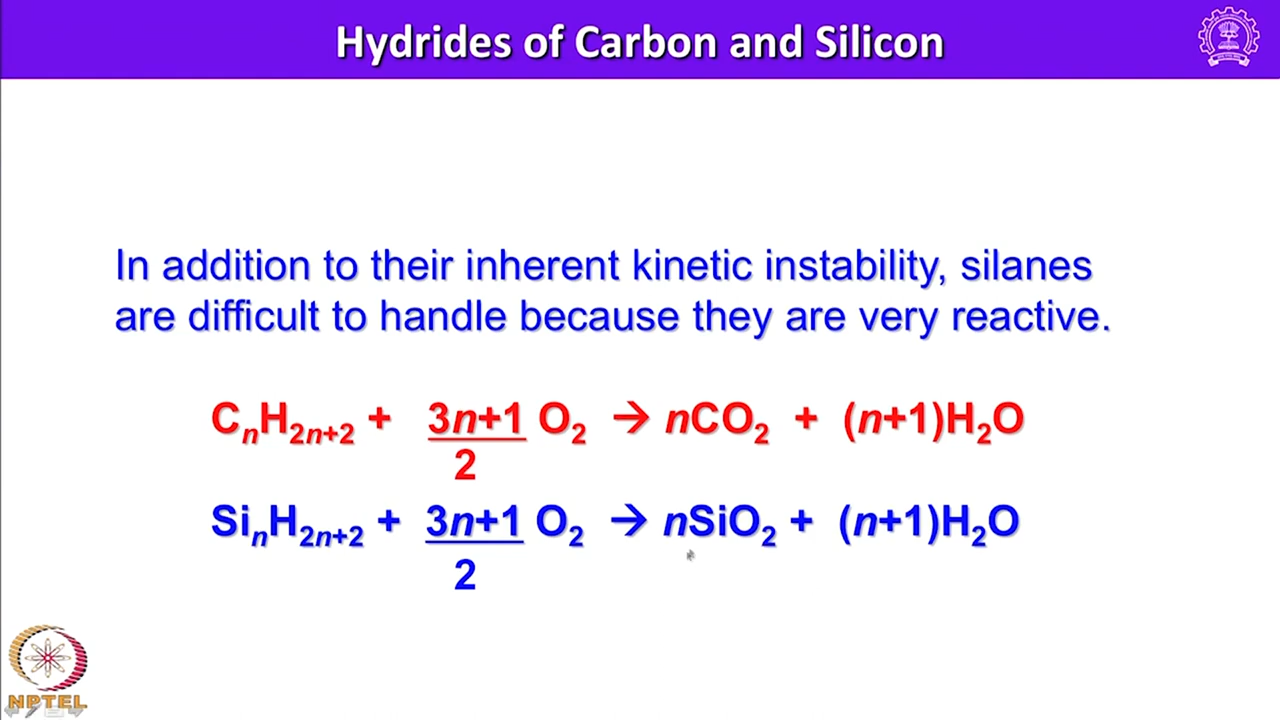 Hydrides of Carbon and Silicon
In addition to their inherent kinetic instability, silanes
are difficult to handle because they are very reactive.
CₙH₂ₙ₊₂ + 3n+1 O₂ → nCO₂ + (n+1)H₂O
2
SiₙH₂ₙ₊₂ + 3n+1 O₂ → nSiO₂ + (n+1)H₂O
2
NPTEL